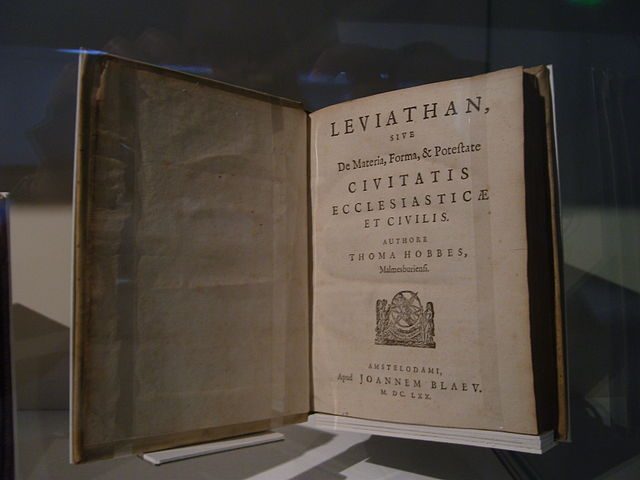 LEVIATHAN,
SIVE
De Materia, Forma, & Poteſtate
CIVITATIS
ECCLESIASTICÆ
ET CIVILIS.
AUTHORE
THOMA HOBBES,
Malmesburienſi.
AMSTELODAMI,
Apud JOANNEM BLAEV.
M. DC. LXX.